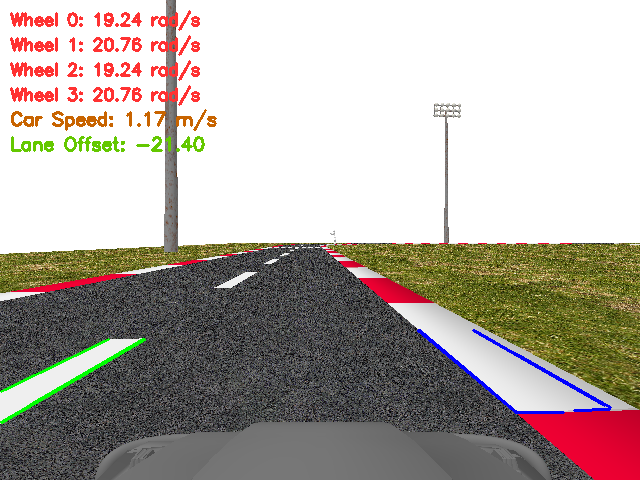 Wheel 0: 19.24 rad/s
Wheel 1: 20.76 rad/s
Wheel 2: 19.24 rad/s
Wheel 3: 20.76 rad/s
Car Speed: 1.17 m/s
Lane Offset: -21.40